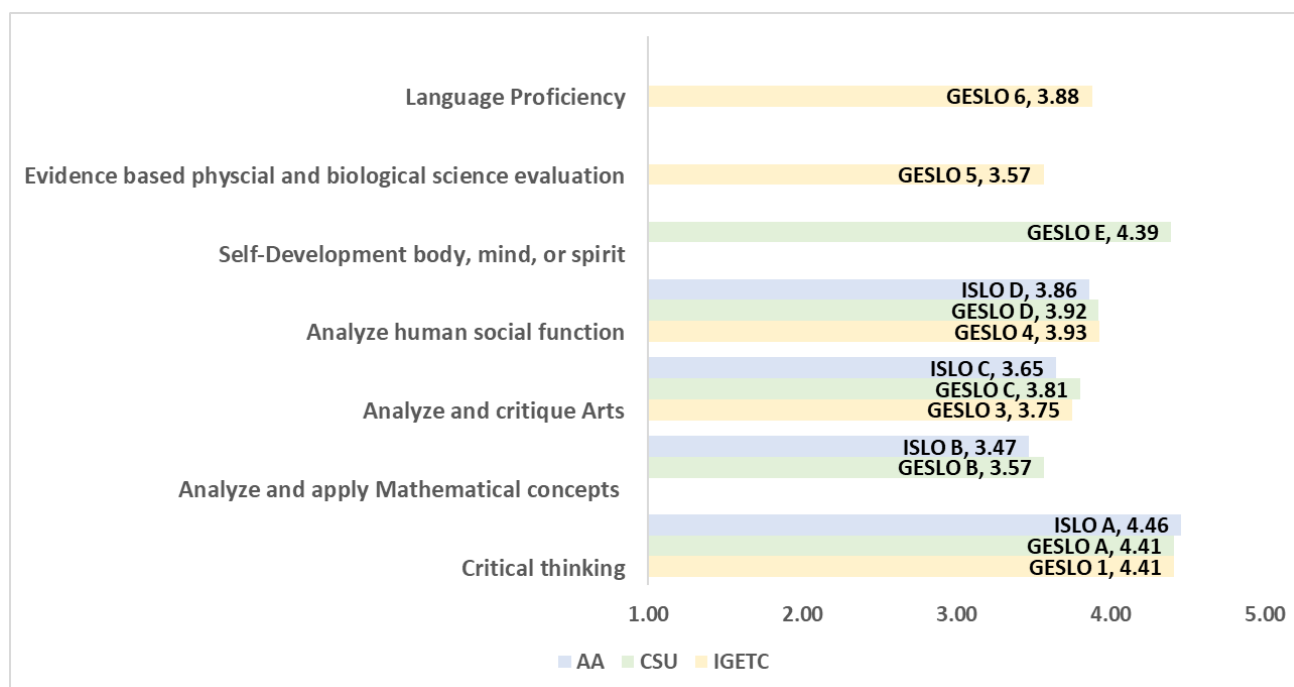 Language Proficiency
GESLO 6, 3.88
Evidence based physcial and biological science evaluation
GESLO 5, 3.57
GESLO E, 4.39
Self-Development body, mind, or spirit
ISLO D, 3.86
GESLO D, 3.92
Analyze human social function
GESLO 4, 3.93
ISLO C, 3.65
GESLO C, 3.81
Analyze and critique Arts
GESLO 3, 3.75
ISLO B, 3.47
GESLO B, 3.57
Analyze and apply Mathematical concepts
ISLO A, 4.46
GESLO A, 4.41
Critical thinking
GESLO 1, 4.41
1.00 2.00 3.00 4.00 5.00
AA CSU IGETC